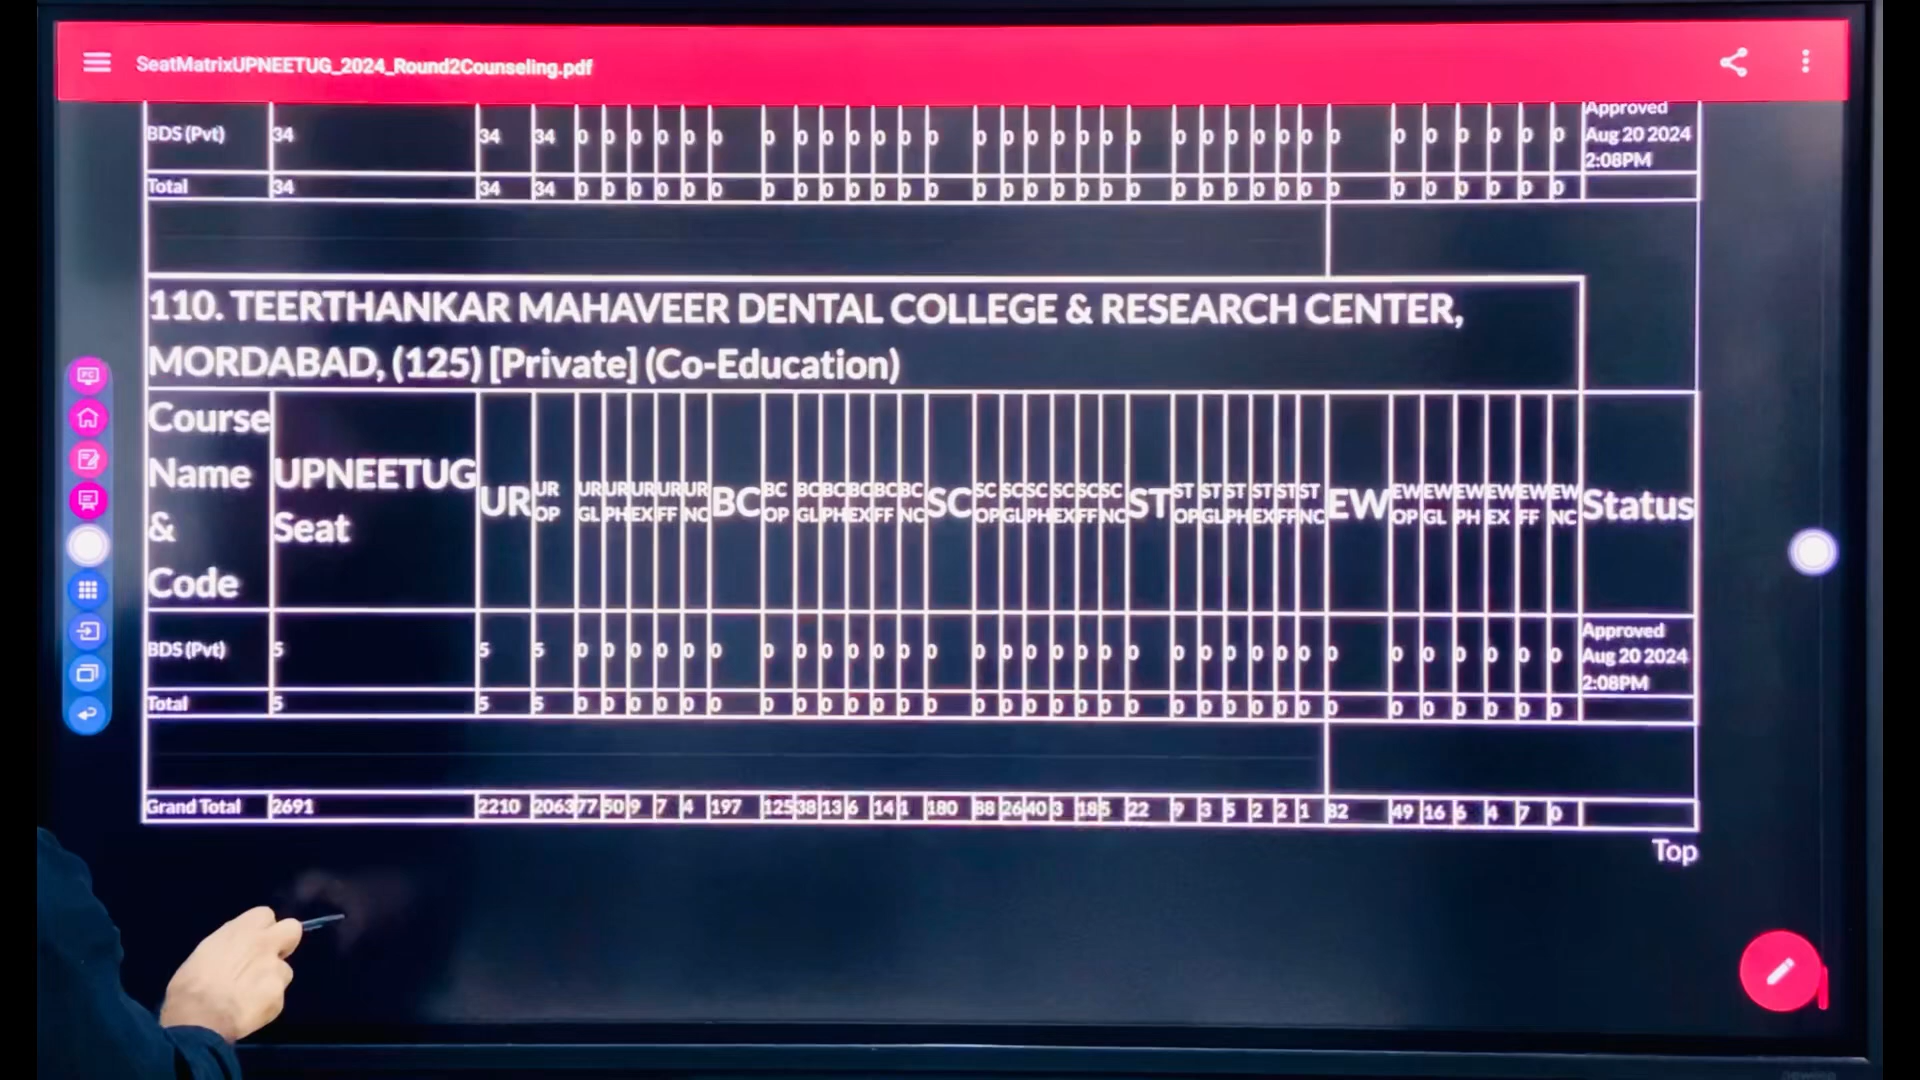 SeatMatrixUPNEETUG_2024_Round2Counseling.pdf
Approved
BDS (Pvt) 34 34 34 0 0 0 0 0 0 0 0 0 0 0 0 0 0 0 0 0 0 0 0 0 0 0 0 0 0 0 0 0 0 0 0 Aug 20 2024
2:08PM
Total 34 34 34 0 0 0 0 0 0 0 0 0 0 0 0 0 0 0 0 0 0 0 0 0 0 0 0 0 0 0 0 0 0 0 0
110. TEERTHANKAR MAHAVEER DENTAL COLLEGE & RESEARCH CENTER,
MORDABAD, (125) [Private] (Co-Education)
Course
Name
&
Code
UPNEETUG
Seat
UR
UR OP
UR GL
UR PH
UR EX
UR FF
UR NC
BC
BC OP
BC GL
BC PH
BC EX
BC FF
BC NC
SC
SC OP
SC GL
SC PH
SC EX
SC FF
SC NC
ST
ST OP
ST GL
ST PH
ST EX
ST FF
ST NC
EW
EW OP
EW GL
EW PH
EW EX
EW FF
EW NC
Status
Approved
BDS (Pvt) 5 5 5 0 0 0 0 0 0 0 0 0 0 0 0 0 0 0 0 0 0 0 0 0 0 0 0 0 0 0 0 0 0 0 0 Aug 20 2024
2:08PM
Total 5 5 5 0 0 0 0 0 0 0 0 0 0 0 0 0 0 0 0 0 0 0 0 0 0 0 0 0 0 0 0 0 0 0 0
Grand Total 2691 2210 2063 77 50 9 7 4 197 125 38 13 6 14 1 180 88 26 40 3 18 5 22 9 3 5 2 2 1 82 49 16 6 4 7 0
Top